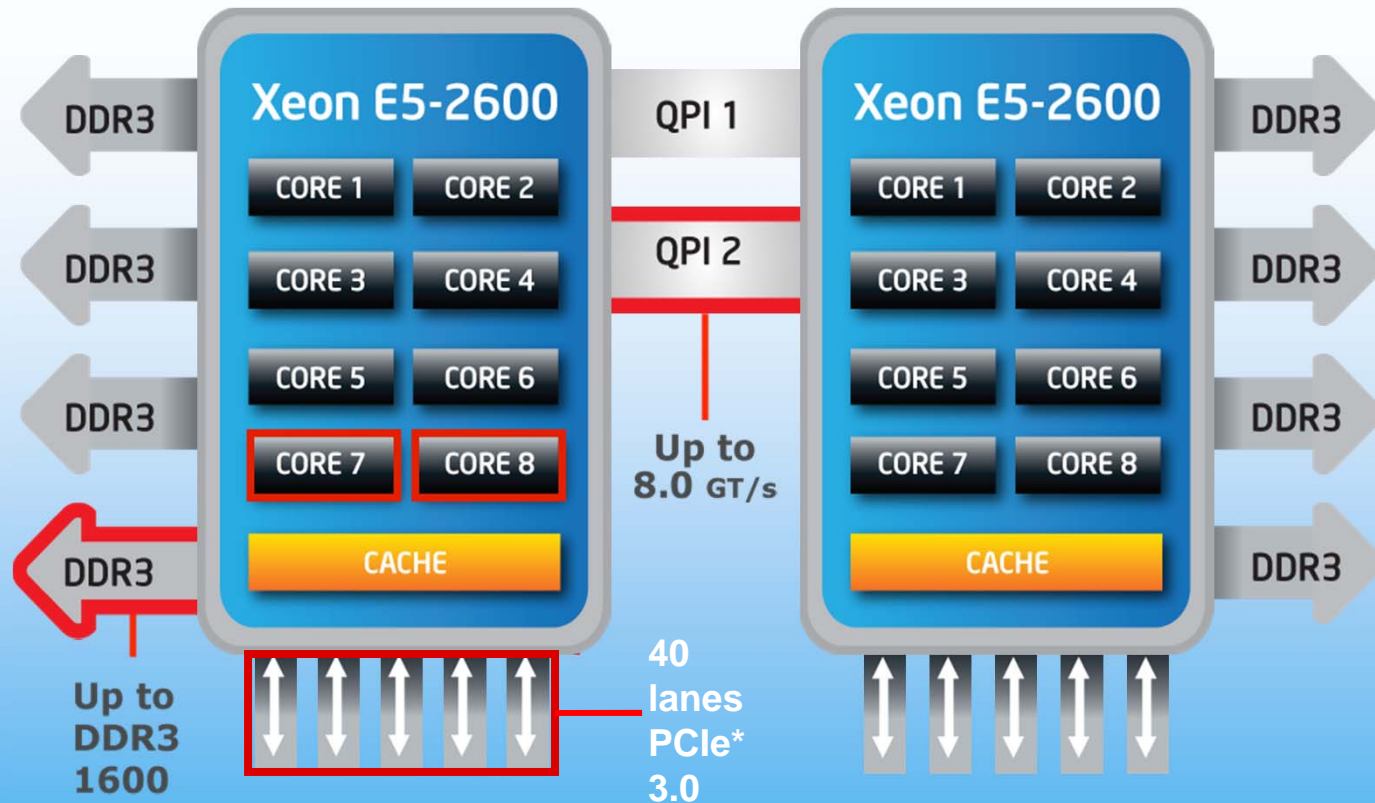 DDR3
DDR3
DDR3
DDR3
Up to
DDR3
1600
Xeon E5-2600
CORE 1 CORE 2
CORE 3 CORE 4
CORE 5 CORE 6
CORE 7 CORE 8
CACHE
QPI 1
QPI 2
Up to
8.0 GT/s
40
lanes
PCIe*
3.0
Xeon E5-2600
CORE 1 CORE 2
CORE 3 CORE 4
CORE 5 CORE 6
CORE 7 CORE 8
CACHE
DDR3
DDR3
DDR3
DDR3